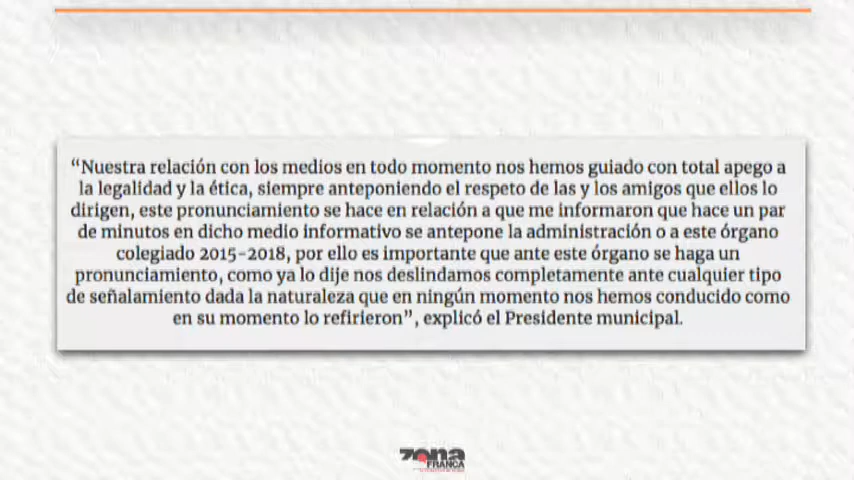 “Nuestra relación con los medios en todo momento nos hemos guiado con total apego a
la legalidad y la ética, siempre anteponiendo el respeto de las y los amigos que ellos lo
dirigen, este pronunciamiento se hace en relación a que me informaron que hace un par
de minutos en dicho medio informativo se antepone la administración o a este órgano
colegiado 2015-2018, por ello es importante que ante este órgano se haga un
pronunciamiento, como ya lo dije nos deslindamos completamente ante cualquier tipo
de señalamiento dada la naturaleza que en ningún momento nos hemos conducido como
en su momento lo refirieron”, explicó el Presidente municipal.
zona
FRANCA